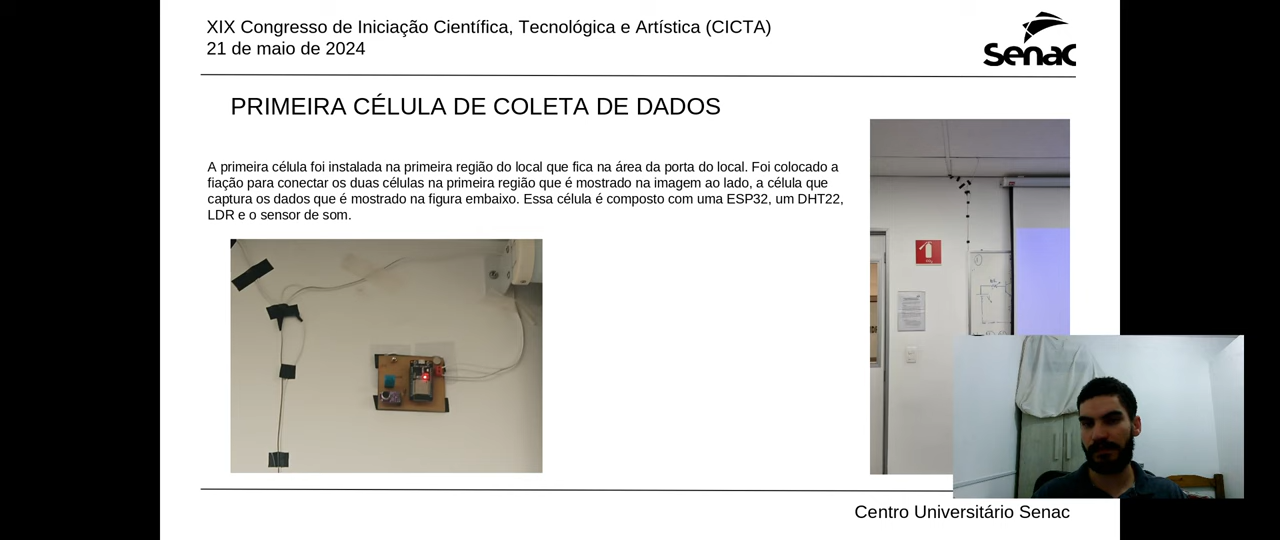 XIX Congresso de Iniciação Científica, Tecnológica e Artística (CICTA)
21 de maio de 2024
Senac
PRIMEIRA CÉLULA DE COLETA DE DADOS
A primeira célula foi instalada na primeira região do local que fica na área da porta do local. Foi colocado a
fiação para conectar os duas células na primeira região que é mostrado na imagem ao lado, a célula que
captura os dados que é mostrado na figura embaixo. Essa célula é composto com uma ESP32, um DHT22,
LDR e o sensor de som.
Centro Universitário Senac